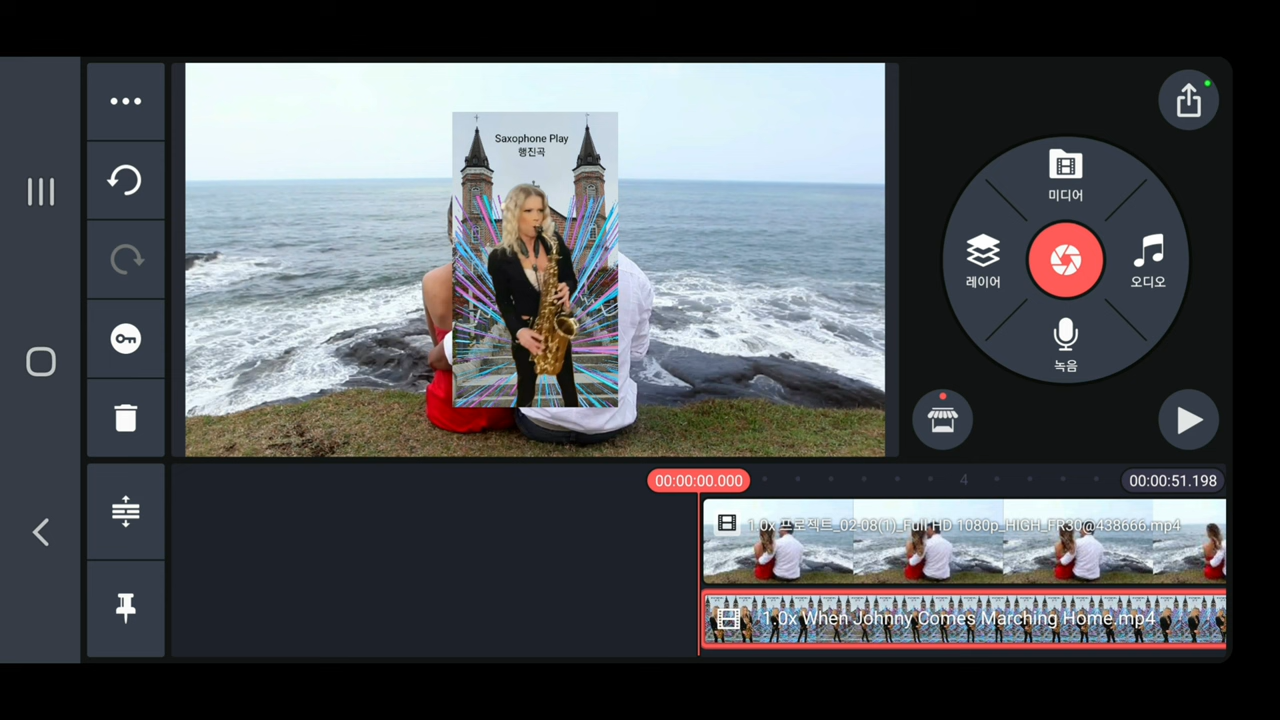 Saxophone Play
행진곡
미디어
레이어
오디오
녹음
00:00:00.000
4
00:00:51.198
1.0x 프로젝트_02-08(1)_Full HD 1080p_HIGH_FR30@438666.mp4
1.0x When Johnny Comes Marching Home.mp4